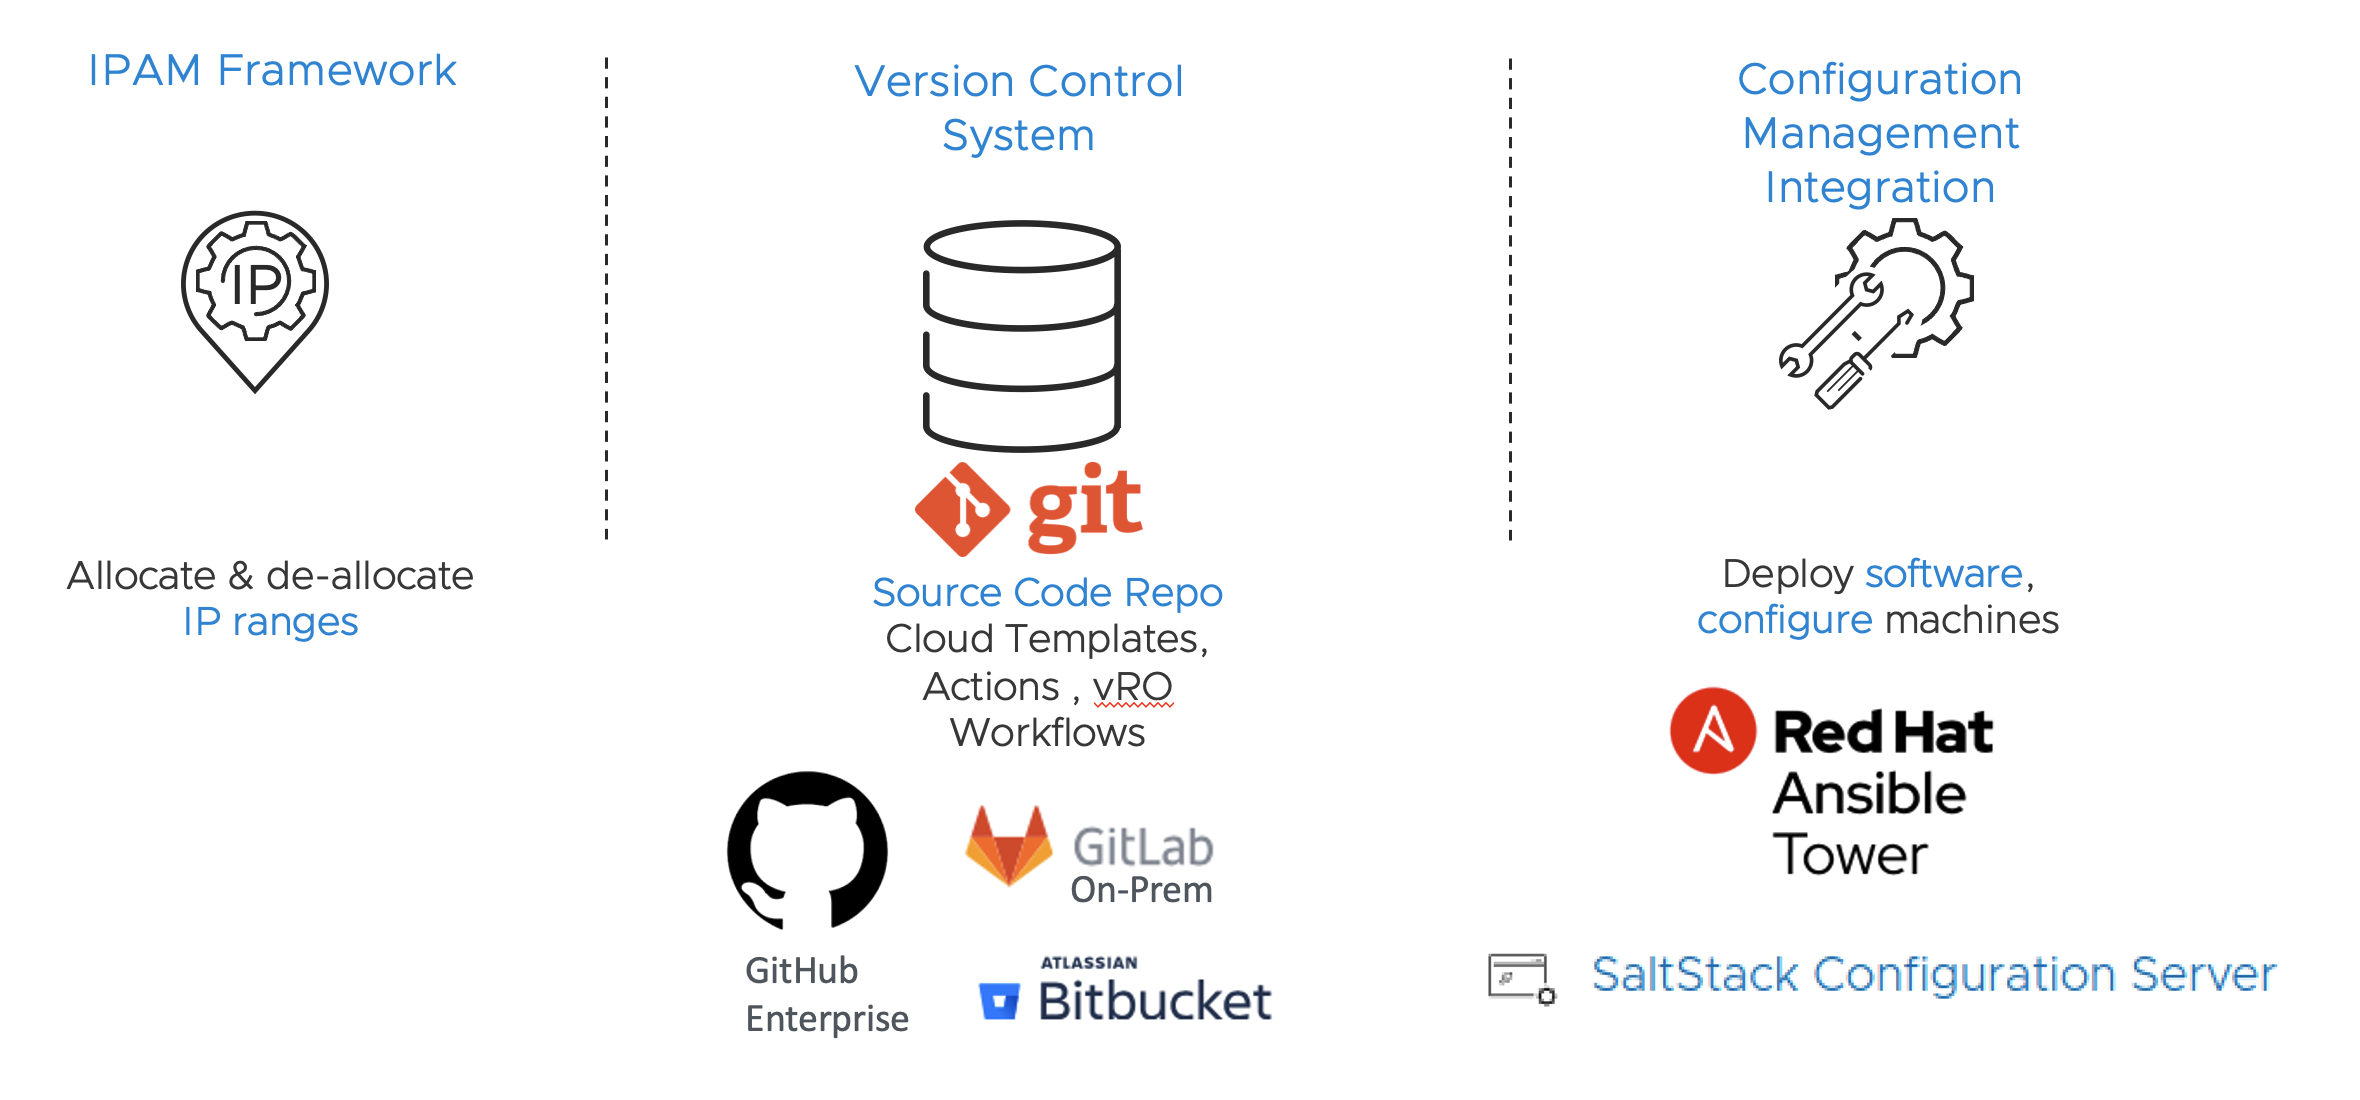 IPAM Framework
IP
Allocate & de-allocate
IP ranges
Version Control
System
git
Source Code Repo
Cloud Templates,
Actions , vRO
Workflows
GitHub
Enterprise
GitLab
On-Prem
ATLASSIAN
Bitbucket
Configuration
Management
Integration
Deploy software,
configure machines
Red Hat
Ansible
Tower
SaltStack Configuration Server